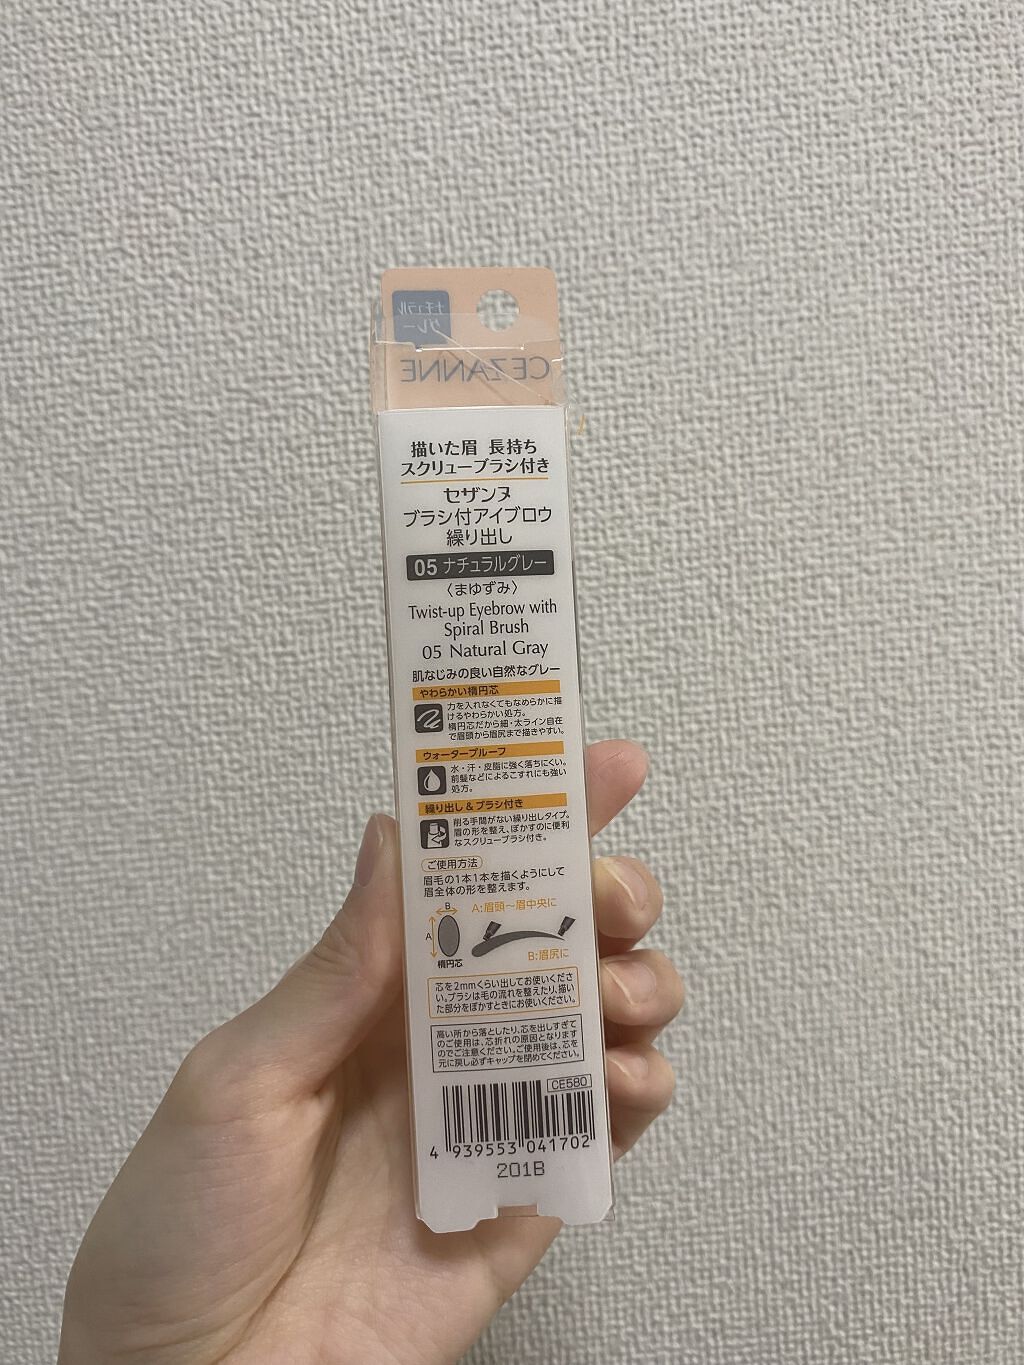 ナチュラル
グレー
CEZANNE
描いた眉 長持ち
スクリューブラシ付き
セザンヌ
ブラシ付アイブロウ
繰り出し
05 ナチュラルグレー
〈まゆずみ〉
Twist-up Eyebrow with
Spiral Brush
05 Natural Gray
肌なじみの良い自然なグレー
やわらかい楕円芯
力を入れなくてもなめらかに描
けるやわらかい処方。
楕円芯だから細・太ライン自在
で眉頭から眉尻まで描きやすい。
ウォータープルーフ
水・汗・皮脂に強く落ちにくい。
前髪などによるこすれにも強い
処方。
繰り出し & ブラシ付き
削る手間がない繰り出しタイプ。
眉の形を整え、ぼかすのに便利
なスクリューブラシ付き。
ご使用方法
眉毛の1本1本を描くようにして
眉全体の形を整えます。
B
A
楕円芯
A:眉頭〜眉中央に
B:眉尻に
芯を2mmくらい出してお使いくださ
い。ブラシは毛の流れを整えたり、描い
た部分をぼかすときにお使いください。
高い所から落としたり、芯を出しすぎて
のご使用は、芯折れの原因となります
のでご注意ください。ご使用後は、芯を
元に戻し必ずキャップを閉めてください。
CE580
4 939553 041702
201B